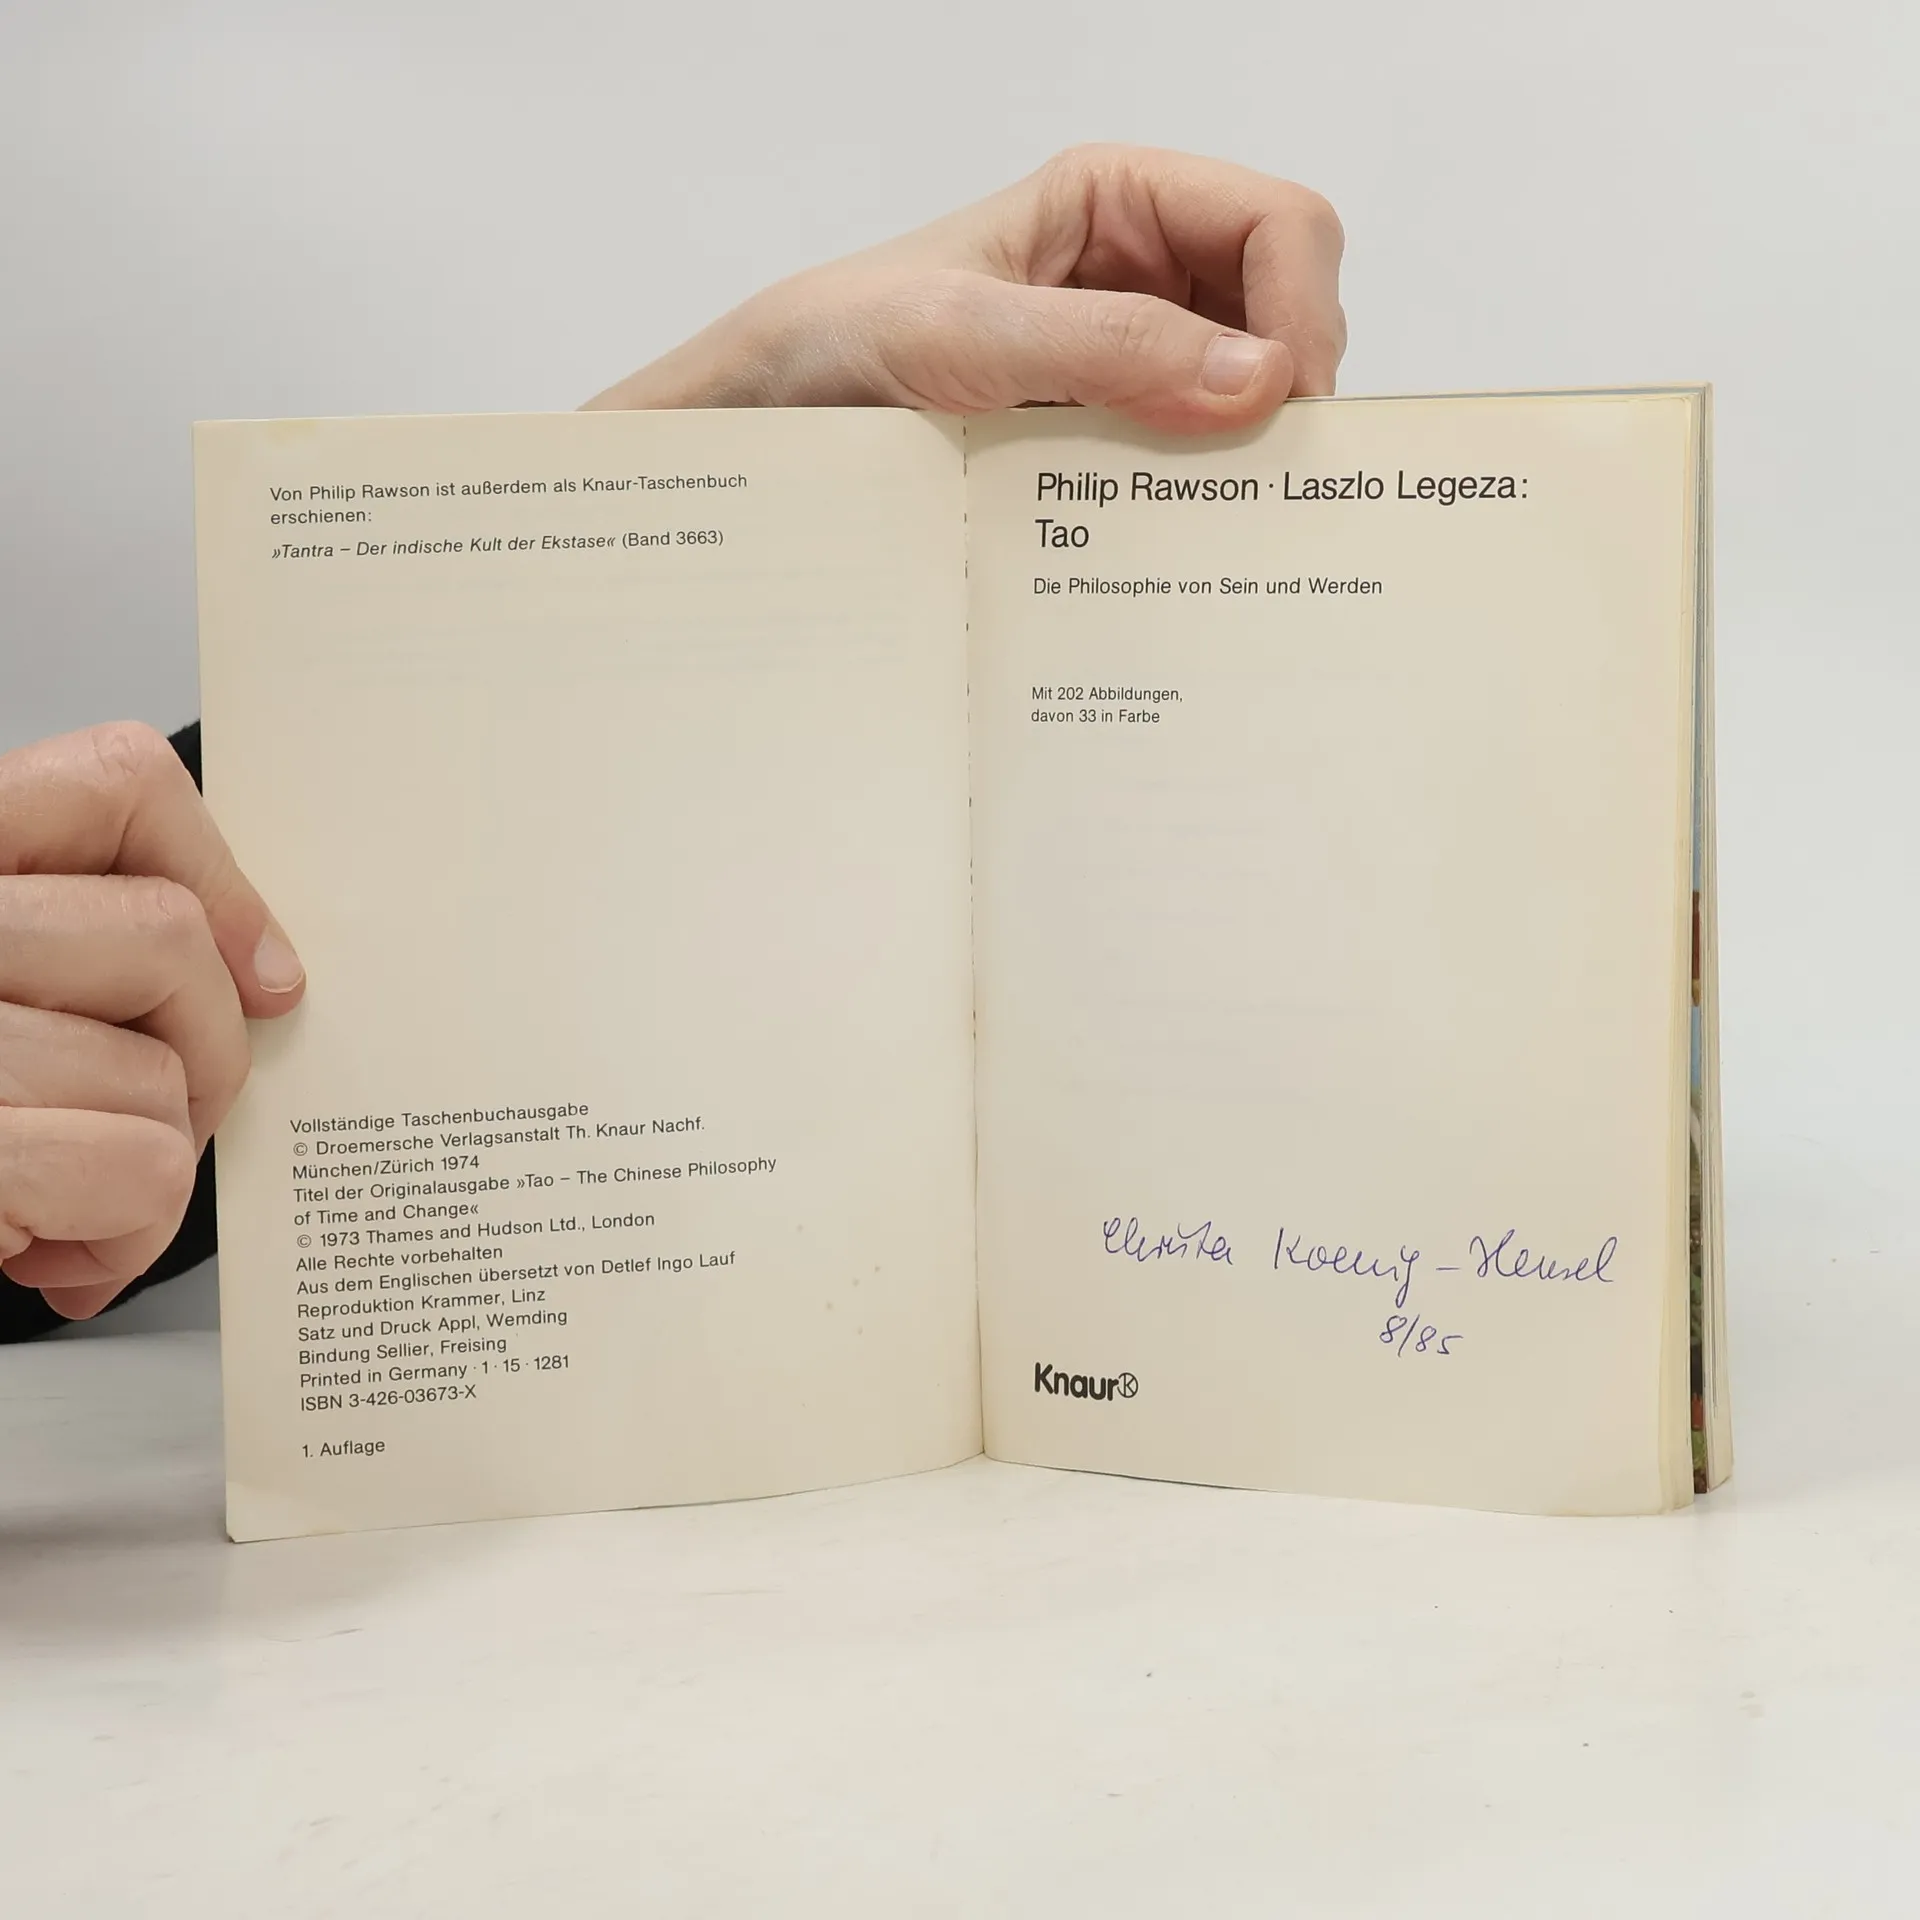 Von Philip Rawson ist außerdem als Knaur-Taschenbuch
erschienen:
»Tantra – Der indische Kult der Ekstase« (Band 3663)
Vollständige Taschenbuchausgabe
© Droemersche Verlagsanstalt Th. Knaur Nachf.
München/Zürich 1974
Titel der Originalausgabe »Tao – The Chinese Philosophy
of Time and Change«
© 1973 Thames and Hudson Ltd., London
Alle Rechte vorbehalten
Aus dem Englischen übersetzt von Detlef Ingo Lauf
Reproduktion Krammer, Linz
Satz und Druck Appl, Wemding
Bindung Sellier, Freising
Printed in Germany · 1 · 15 · 1281
ISBN 3-426-03673-X
1. Auflage
Philip Rawson · Laszlo Legeza:
Tao
Die Philosophie von Sein und Werden
Mit 202 Abbildungen,
davon 33 in Farbe
Christa Koenig – Hensel
8/85
Knaur K